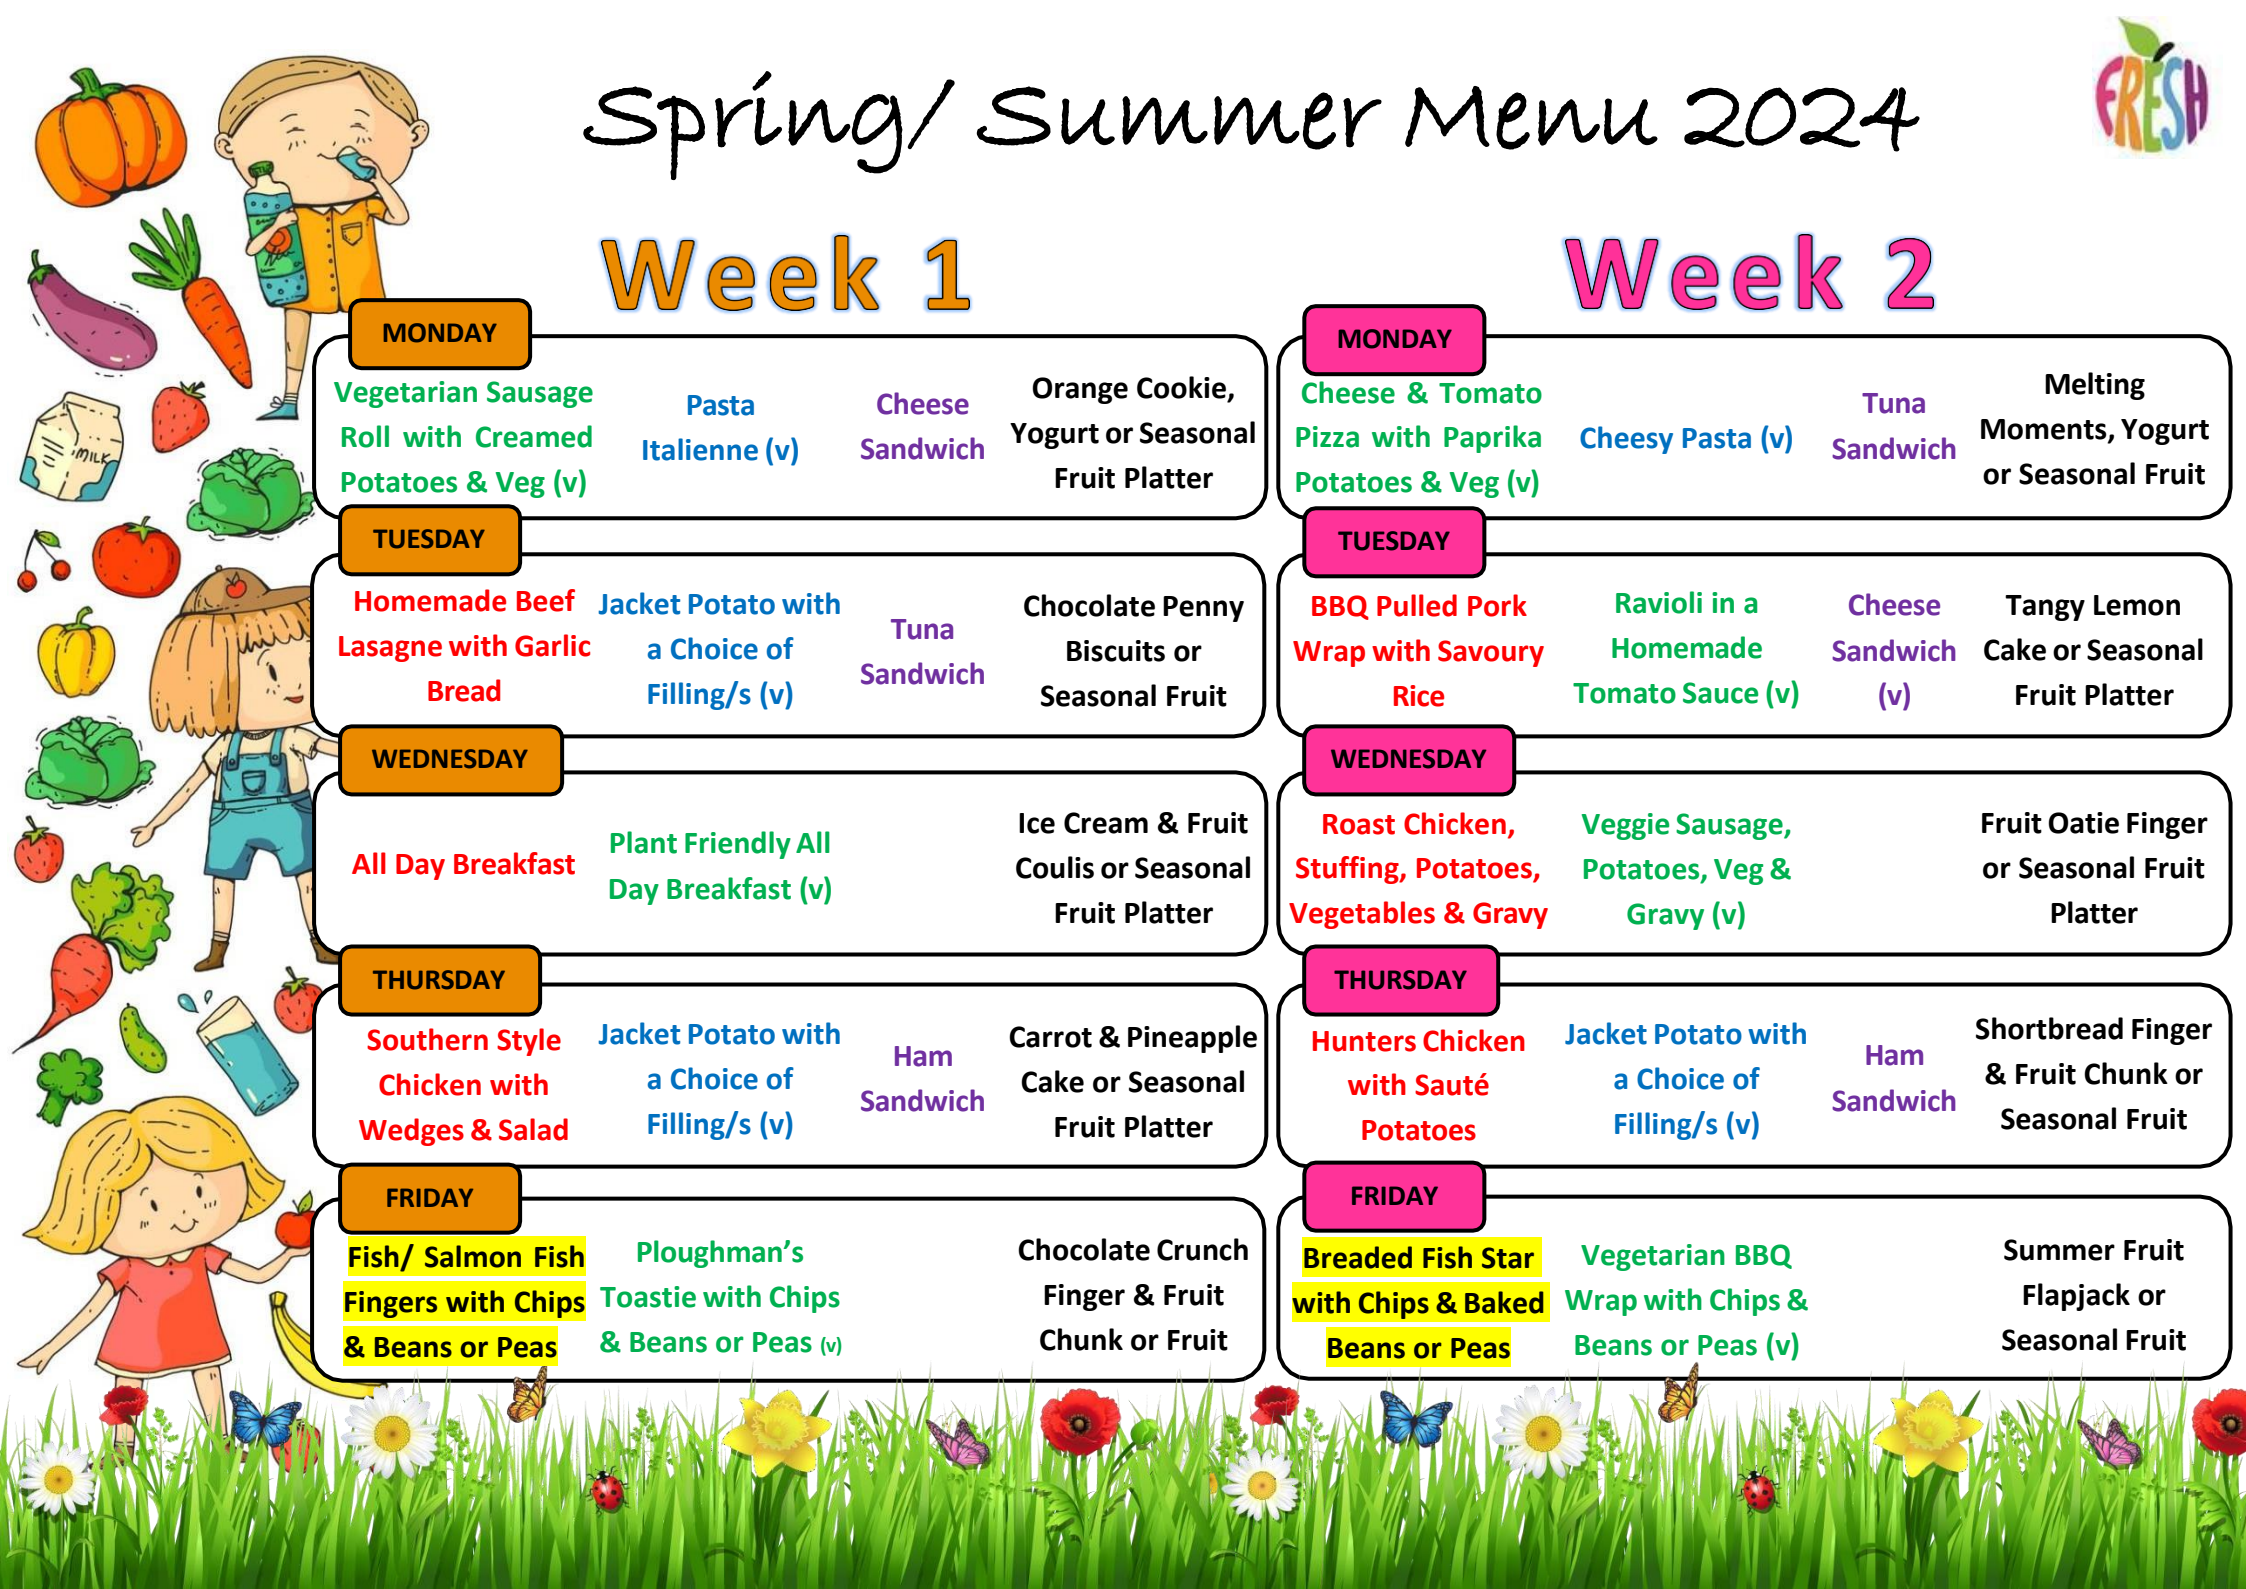 Spring/ Summer Menu 2024
FRESH
Week 1
MONDAY
Vegetarian Sausage
Roll with Creamed
Potatoes & Veg (v)
Pasta
Italienne (v)
Cheese
Sandwich
Orange Cookie,
Yogurt or Seasonal
Fruit Platter
TUESDAY
Homemade Beef
Lasagne with Garlic
Bread
Jacket Potato with
a Choice of
Filling/s (v)
Tuna
Sandwich
Chocolate Penny
Biscuits or
Seasonal Fruit
WEDNESDAY
All Day Breakfast
Plant Friendly All
Day Breakfast (v)
Ice Cream & Fruit
Coulis or Seasonal
Fruit Platter
THURSDAY
Southern Style
Chicken with
Wedges & Salad
Jacket Potato with
a Choice of
Filling/s (v)
Ham
Sandwich
Carrot & Pineapple
Cake or Seasonal
Fruit Platter
FRIDAY
Fish/ Salmon Fish
Fingers with Chips
& Beans or Peas
Ploughman’s
Toastie with Chips
& Beans or Peas (v)
Chocolate Crunch
Finger & Fruit
Chunk or Fruit
Week 2
MONDAY
Cheese & Tomato
Pizza with Paprika
Potatoes & Veg (v)
Cheesy Pasta (v)
Tuna
Sandwich
Melting
Moments, Yogurt
or Seasonal Fruit
TUESDAY
BBQ Pulled Pork
Wrap with Savoury
Rice
Ravioli in a
Homemade
Tomato Sauce (v)
Cheese
Sandwich
(v)
Tangy Lemon
Cake or Seasonal
Fruit Platter
WEDNESDAY
Roast Chicken,
Stuffing, Potatoes,
Vegetables & Gravy
Veggie Sausage,
Potatoes, Veg &
Gravy (v)
Fruit Oatie Finger
or Seasonal Fruit
Platter
THURSDAY
Hunters Chicken
with Sauté
Potatoes
Jacket Potato with
a Choice of
Filling/s (v)
Ham
Sandwich
Shortbread Finger
& Fruit Chunk or
Seasonal Fruit
FRIDAY
Breaded Fish Star
with Chips & Baked
Beans or Peas
Vegetarian BBQ
Wrap with Chips &
Beans or Peas (v)
Summer Fruit
Flapjack or
Seasonal Fruit
MILK